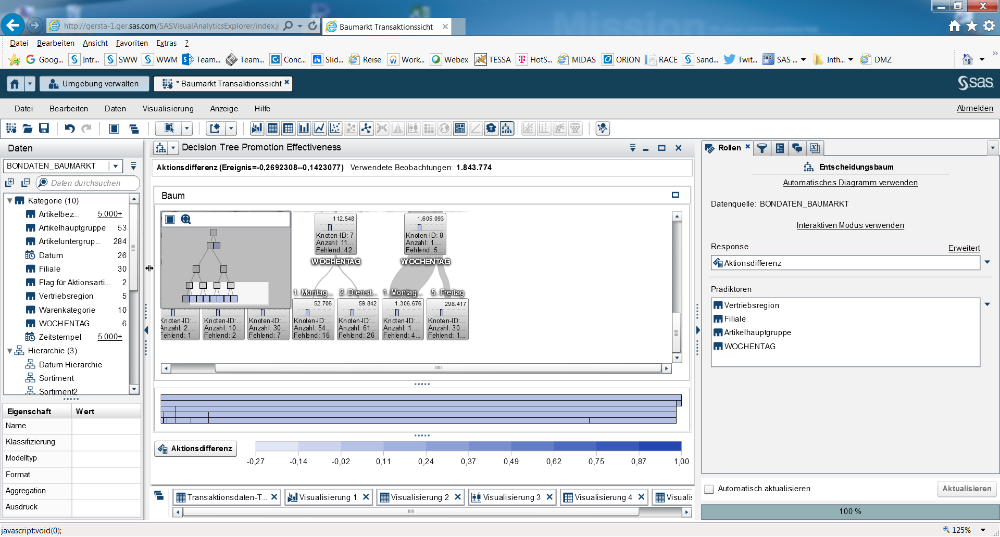 http://gersta-1.ger.sas.com/SASVisualAnalyticsExplorer/index.j:
Baumarkt Transaktionssicht
Datei Bearbeiten Ansicht Favoriten Extras ?
Goog... Intr... SWW WWM Team... Team... Conc... Slid... Reise Work... Webex TESSA HotS... MIDAS ORION RACE Sand... Twit... SAS ... Inth... DMZ
Umgebung verwalten
* Baumarkt Transaktionssicht
sas
Datei Bearbeiten Daten Visualisierung Anzeige Hilfe
Abmelden
Daten
BONDATEN_BAUMARKT
Daten durchsuchen
Kategorie (10)
Artikelbez... 5.000+
Artikelhauptgruppe 53
Artikeluntergrup... 284
Datum 26
Filiale 30
Flag für Aktionsarti... 2
Vertriebsregion 5
Warenkategorie 10
WOCHENTAG 6
Zeitstempel 5.000+
Hierarchie (3)
Datum Hierarchie
Sortiment
Sortiment2
Eigenschaft Wert
Name
Klassifizierung
Modelltyp
Format
Aggregation
Ausdruck
Decision Tree Promotion Effectiveness
Aktionsdifferenz (Ereignis=-0,2692308--0,1423077) Verwendete Beobachtungen: 1.843.774
Baum
112.548
Knoten-ID: 7
Anzahl: 11...
Fehlend: 42
WOCHENTAG
1.605.093
Knoten-ID: 8
Anzahl: 1....
Fehlend: 5...
WOCHENTAG
1. Montag... 2. Dienst... 1. Montag... 5. Freitag
52.706 59.842 1.306.676 298.417
Knoten-ID:... Knoten-ID:... Knoten-ID:... Knoten-ID:... Knoten-ID:... Knoten-ID:... Knoten-ID:...
Anzahl: 2.... Anzahl: 10... Anzahl: 30... Anzahl: 54... Anzahl: 61... Anzahl: 1.... Anzahl: 30...
Fehlend: 1 Fehlend: 2 Fehlend: 7 Fehlend: 16 Fehlend: 26 Fehlend: 4... Fehlend: 1...
Aktionsdifferenz
-0,27 -0,14 -0,02 0,11 0,24 0,37 0,49 0,62 0,75 0,87 1,00
Transaktionsdaten-T... Visualisierung 1 Visualisierung 2 Visualisierung 3 Visualisierung 4 Visualis
Rollen
Entscheidungsbaum
Automatisches Diagramm verwenden
Datenquelle: BONDATEN_BAUMARKT
Interaktiven Modus verwenden
Response
Erweitert
Aktionsdifferenz
Prädiktoren
Vertriebsregion
Filiale
Artikelhauptgruppe
WOCHENTAG
Automatisch aktualisieren
Aktualisieren
100 %
javascript:void(0);
125%